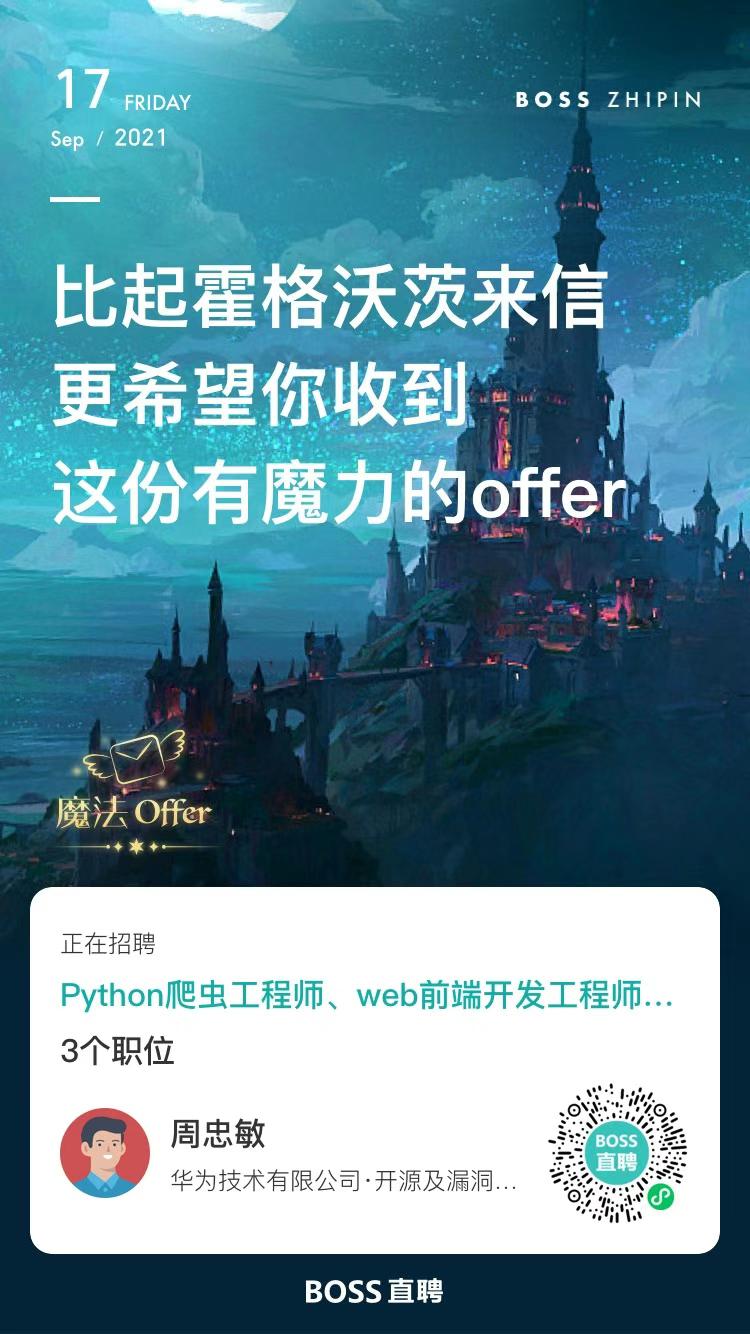 17 FRIDAY
Sep / 2021
BOSS ZHIPIN
比起霍格沃茨来信
更希望你收到
这份有魔力的offer
魔法 Offer
正在招聘
Python爬虫工程师、web前端开发工程师...
3个职位
周忠敏
华为技术有限公司·开源及漏洞...
BOSS
直聘
BOSS直聘